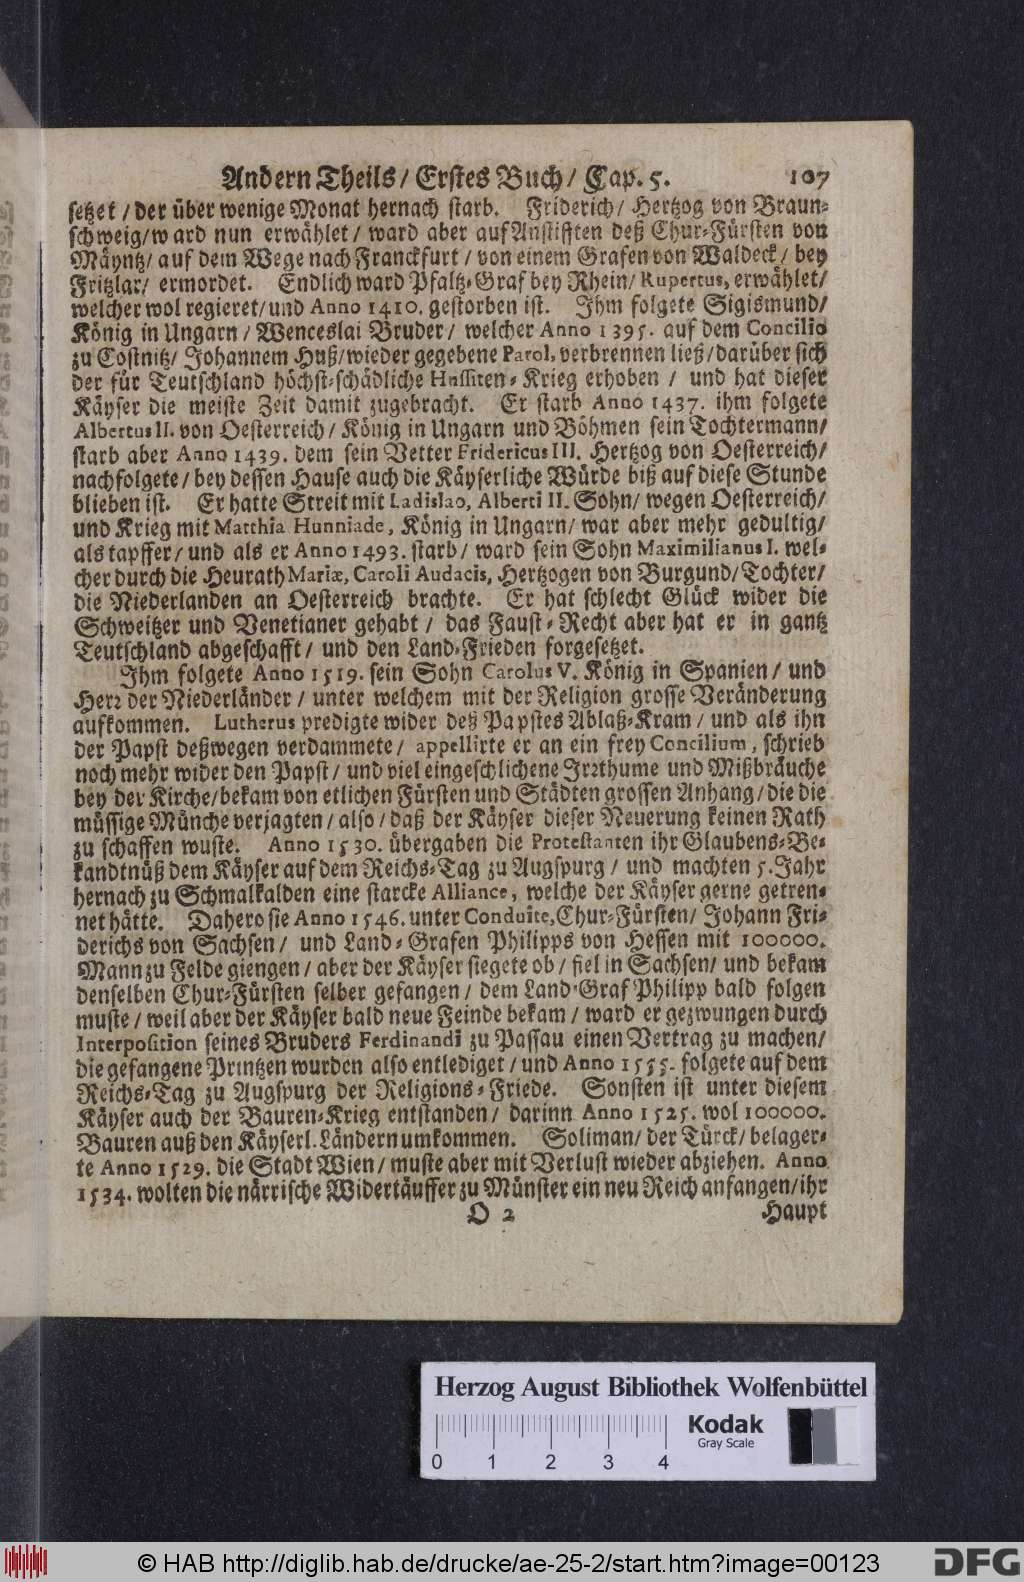 Andern Theils / Erstes Buch / Cap. 5. 107
setzet / der über wenige Monat hernach starb. Friderich / Hertzog von Braun-
schweig / ward nun erwählet / ward aber auf Anstifften deß Chur-Fürsten von
Mäyntz / auf dem Wege nach Franckfurt / von einem Grafen von Waldeck / bey
Fritzlar / ermordet. Endlich ward Pfaltz-Graf bey Rhein / Rupertus, erwählet /
welcher wol regieret / und Anno 1410. gestorben ist. Ihm folgete Sigismund /
König in Ungarn / Wenceslai Bruder / welcher Anno 1395. auf dem Concilio
zu Costnitz / Johannem Huß / wieder gegebene Parol, verbrennen ließ / darüber sich
der für Teutschland höchst-schädliche Hussiten-Krieg erhoben / und hat dieser
Käyser die meiste Zeit damit zugebracht. Er starb Anno 1437. ihm folgete
Albertus II. von Oesterreich / König in Ungarn und Böhmen sein Tochtermann /
starb aber Anno 1439. dem sein Vetter Fridericus III. Hertzog von Oesterreich /
nachfolgete / bey dessen Hause auch die Käyserliche Würde biß auf diese Stunde
blieben ist. Er hatte Streit mit Ladislao, Alberti II. Sohn / wegen Oesterreich /
und Krieg mit Matthia Hunniade, König in Ungarn / war aber mehr gedultig /
als tapffer / und als er Anno 1493. starb / ward sein Sohn Maximilianus I. wel-
cher durch die Heurath Mariæ, Caroli Audacis, Hertzogen von Burgund / Tochter /
die Niederlanden an Oesterreich brachte. Er hat schlecht Glück wider die
Schweitzer und Venetianer gehabt / das Faust-Recht aber hat er in gantz
Teutschland abgeschafft / und den Land-Frieden forgesetzet.
Ihm folgete Anno 1519. sein Sohn Carolus V. König in Spanien / und
Herꝛ der Niederländer / unter welchem mit der Religion grosse Veränderung
aufkommen. Lutherus predigte wider deß Papstes Ablaß-Kram / und als ihn
der Papst deßwegen verdammete / appellirte er an ein frey Concilium, schrieb
noch mehr wider den Papst / und viel eingeschlichene Irꝛthume und Mißbräuche
bey der Kirche / bekam von etlichen Fürsten und Städten grossen Anhang / die die
müssige Münche verjagten / also / daß der Käyser dieser Neuerung keinen Rath
zu schaffen wuste. Anno 1530. übergaben die Protestanten ihr Glaubens-Be-
kandtnüß dem Käyser auf dem Reichs-Tag zu Augspurg / und machten 5. Jahr
hernach zu Schmalkalden eine starcke Alliance, welche der Käyser gerne getren-
net hätte. Dahero sie Anno 1546. unter Conduite, Chur-Fürsten / Johann Fri-
derichs von Sachsen / und Land-Grafen Philipps von Hessen mit 100000.
Mann zu Felde giengen / aber der Käyser siegete ob / fiel in Sachsen / und bekam
denselben Chur-Fürsten selber gefangen / dem Land-Graf Philipp bald folgen
muste / weil aber der Käyser bald neue Feinde bekam / ward er gezwungen durch
Interposition seines Bruders Ferdinandi zu Passau einen Vertrag zu machen /
die gefangene Printzen wurden also entlediget / und Anno 1555. folgete auf dem
Reichs-Tag zu Augspurg der Religions-Friede. Sonsten ist unter diesem
Käyser auch der Bauren-Krieg entstanden / darinn Anno 1525. wol 100000.
Bauren auß den Käyserl. Ländern umkommen. Soliman / der Türck / belager-
te Anno 1529. die Stadt Wien / muste aber mit Verlust wieder abziehen. Anno
1534. wolten die närrische Widertäuffer zu Münster ein neu Reich anfangen / ihr
O 2 Haupt
Herzog August Bibliothek Wolfenbüttel
Kodak
Gray Scale
0 1 2 3 4
© HAB http://diglib.hab.de/drucke/ae-25-2/start.htm?image=00123
DFG